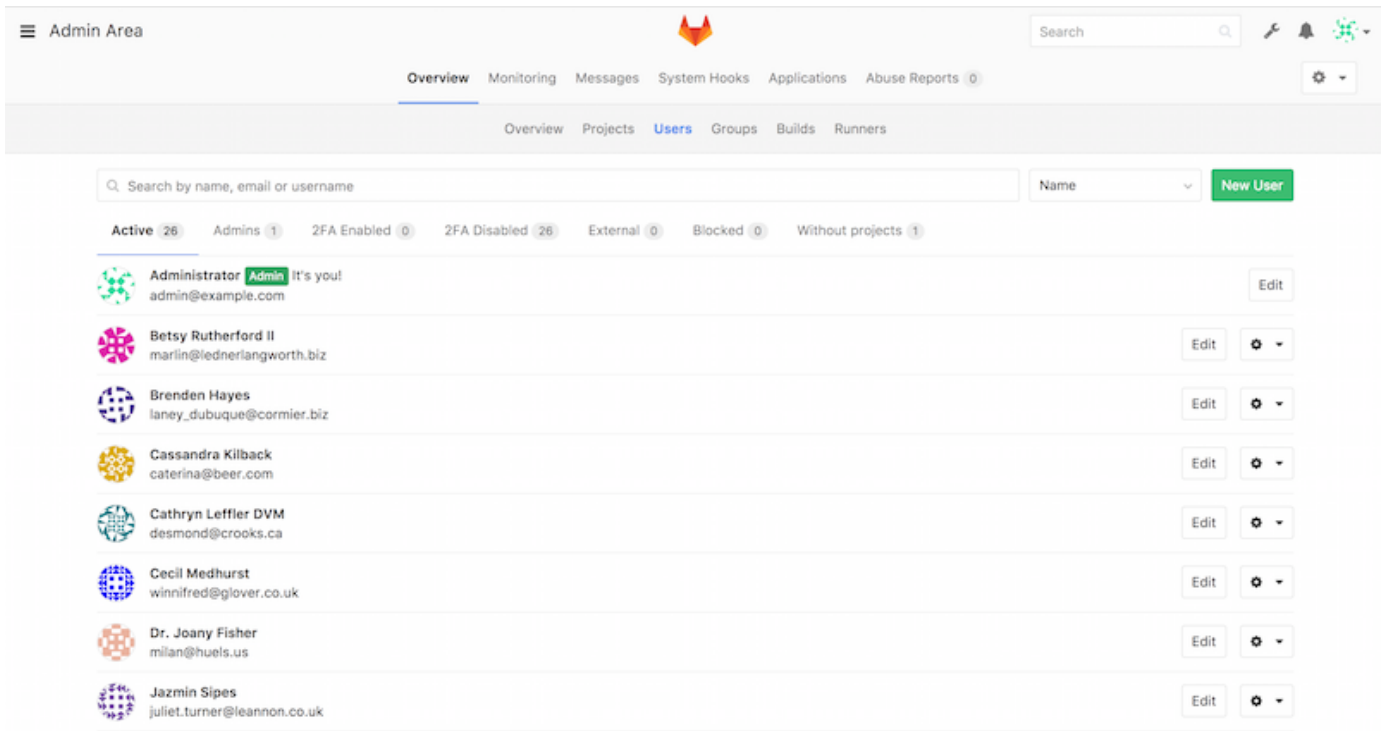 Admin Area
Search
Overview Monitoring Messages System Hooks Applications Abuse Reports 0
Overview Projects Users Groups Builds Runners
Search by name, email or username
Name
New User
Active 26 Admins 1 2FA Enabled 0 2FA Disabled 26 External 0 Blocked 0 Without projects 1
Administrator Admin It's you!
admin@example.com
Edit
Betsy Rutherford II
marlin@lednerlangworth.biz
Edit
Brenden Hayes
laney_dubuque@cormier.biz
Edit
Cassandra Kilback
caterina@beer.com
Edit
Cathryn Leffler DVM
desmond@crooks.ca
Edit
Cecil Medhurst
winnifred@glover.co.uk
Edit
Dr. Joany Fisher
milan@huels.us
Edit
Jazmin Sipes
juliet.turner@leannon.co.uk
Edit